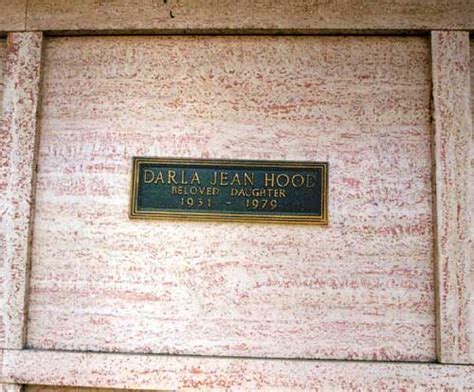 DARLA JEAN HOOD
BELOVED DAUGHTER
1931 - 1979